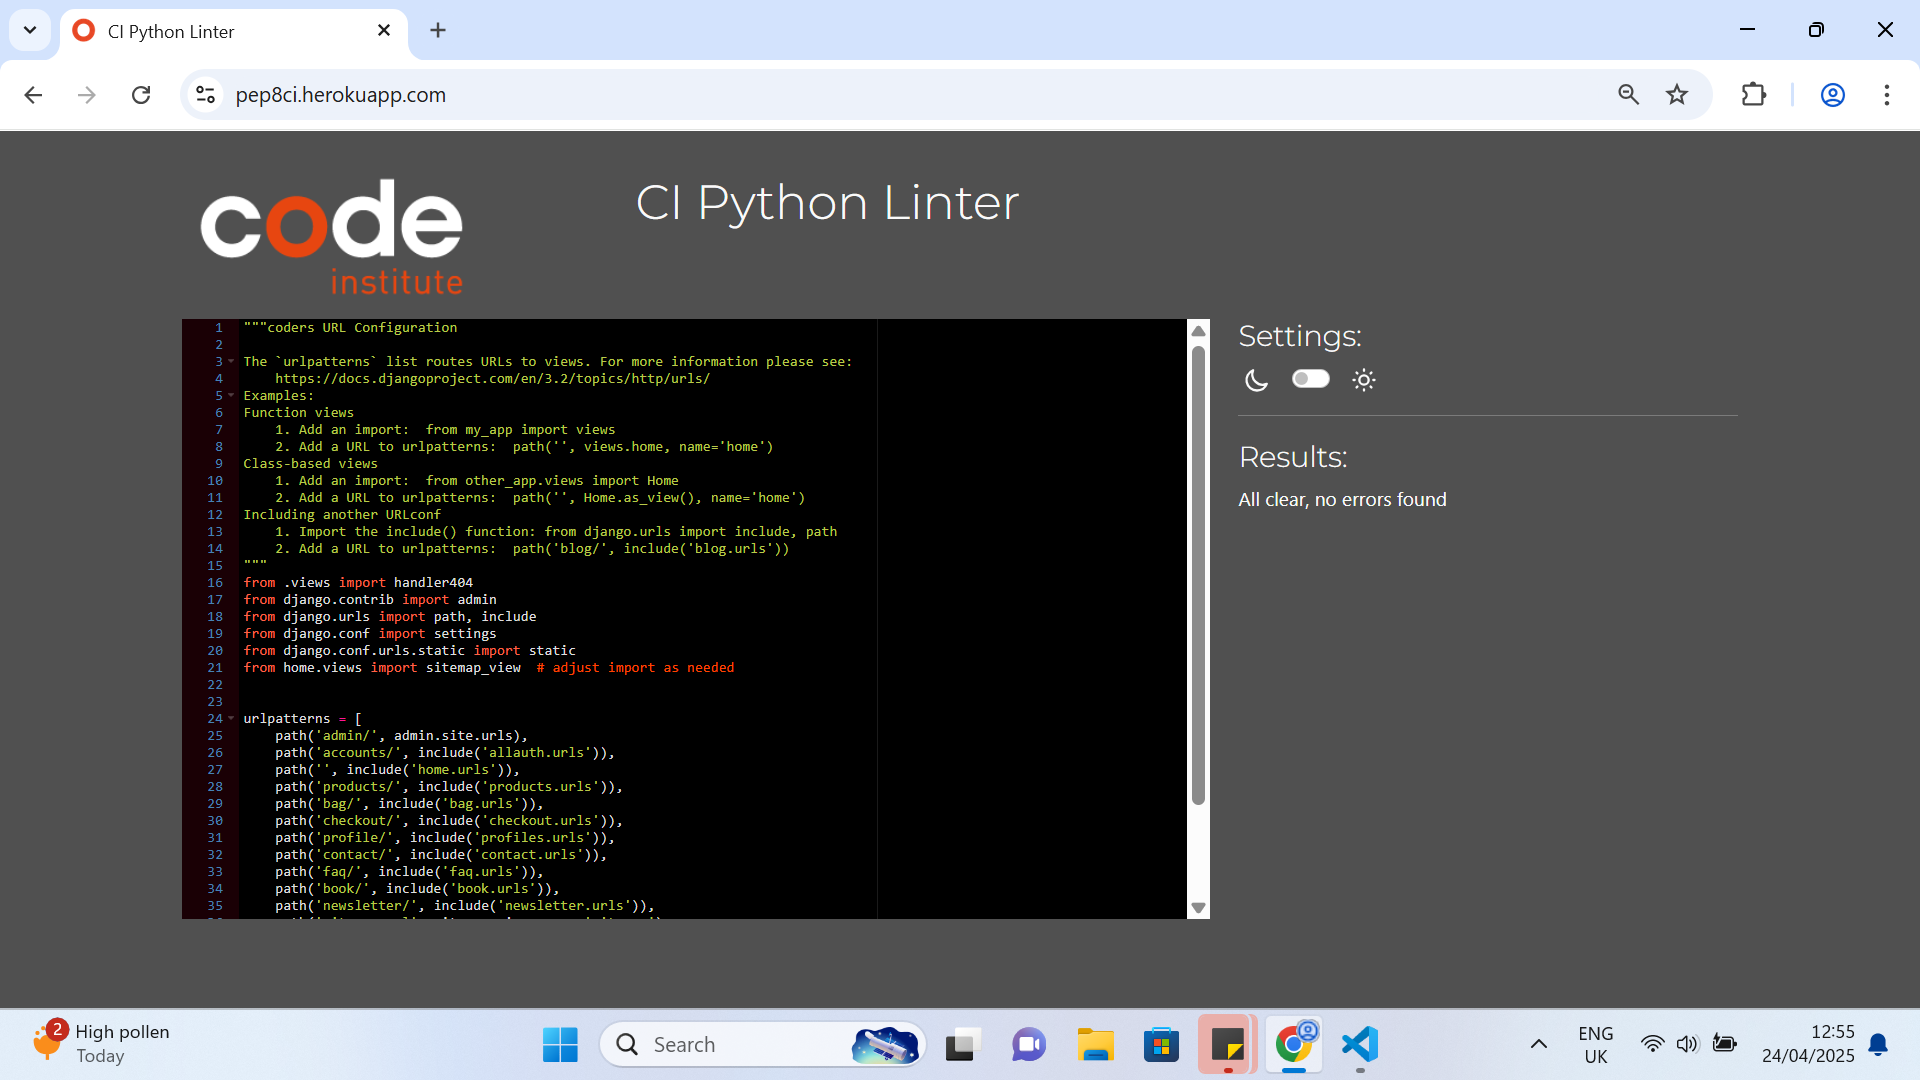 CI Python Linter
pep8ci.herokuapp.com
code
institute
CI Python Linter
1 """coders URL Configuration
2
3 The `urlpatterns` list routes URLs to views. For more information please see:
4     https://docs.djangoproject.com/en/3.2/topics/http/urls/
5 Examples:
6 Function views
7     1. Add an import:  from my_app import views
8     2. Add a URL to urlpatterns:  path('', views.home, name='home')
9 Class-based views
10     1. Add an import:  from other_app.views import Home
11     2. Add a URL to urlpatterns:  path('', Home.as_view(), name='home')
12 Including another URLconf
13     1. Import the include() function: from django.urls import include, path
14     2. Add a URL to urlpatterns:  path('blog/', include('blog.urls'))
15 """
16 from .views import handler404
17 from django.contrib import admin
18 from django.urls import path, include
19 from django.conf import settings
20 from django.conf.urls.static import static
21 from home.views import sitemap_view  # adjust import as needed
22
23
24 urlpatterns = [
25     path('admin/', admin.site.urls),
26     path('accounts/', include('allauth.urls')),
27     path('', include('home.urls')),
28     path('products/', include('products.urls')),
29     path('bag/', include('bag.urls')),
30     path('checkout/', include('checkout.urls')),
31     path('profile/', include('profiles.urls')),
32     path('contact/', include('contact.urls')),
33     path('faq/', include('faq.urls')),
34     path('book/', include('book.urls')),
35     path('newsletter/', include('newsletter.urls')),
Settings:
Results:
All clear, no errors found
2
High pollen
Today
Search
ENG
UK
12:55
24/04/2025